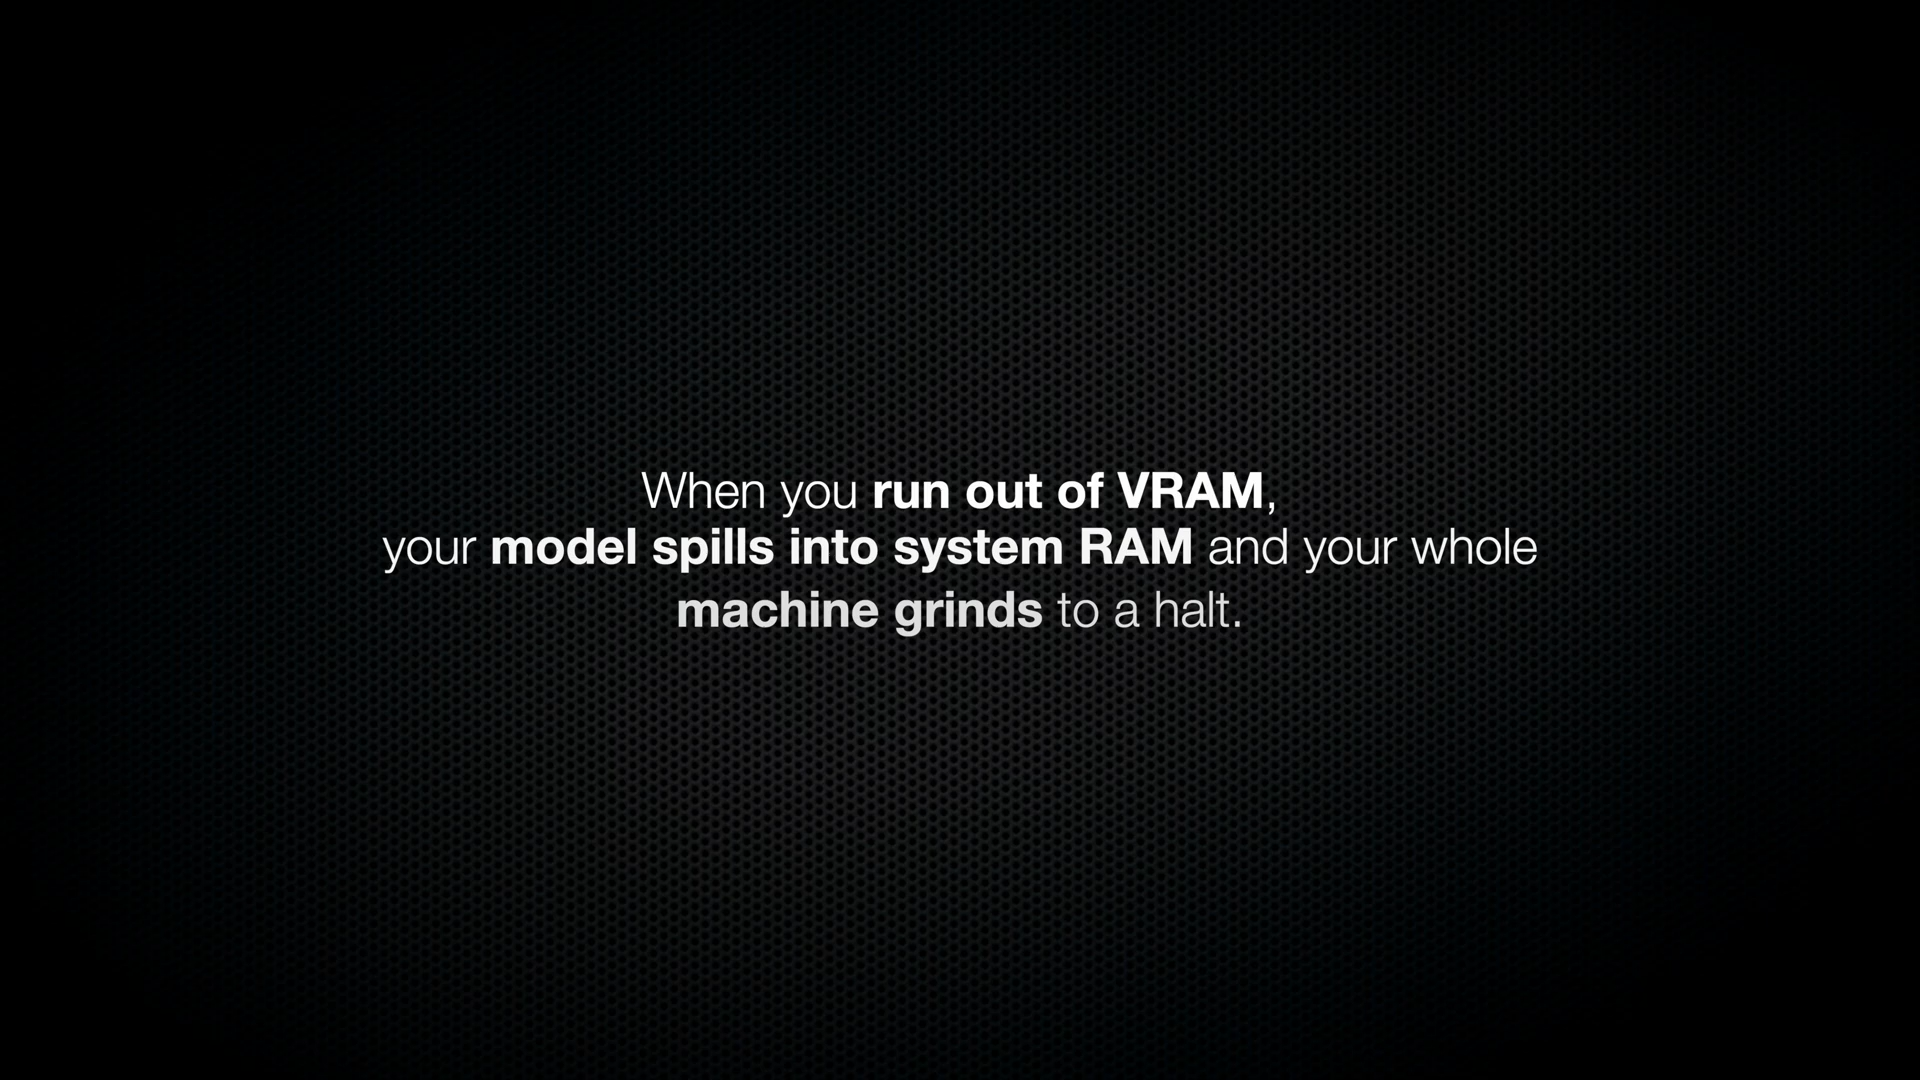 When you run out of VRAM,
your model spills into system RAM and your whole
machine grinds to a halt.